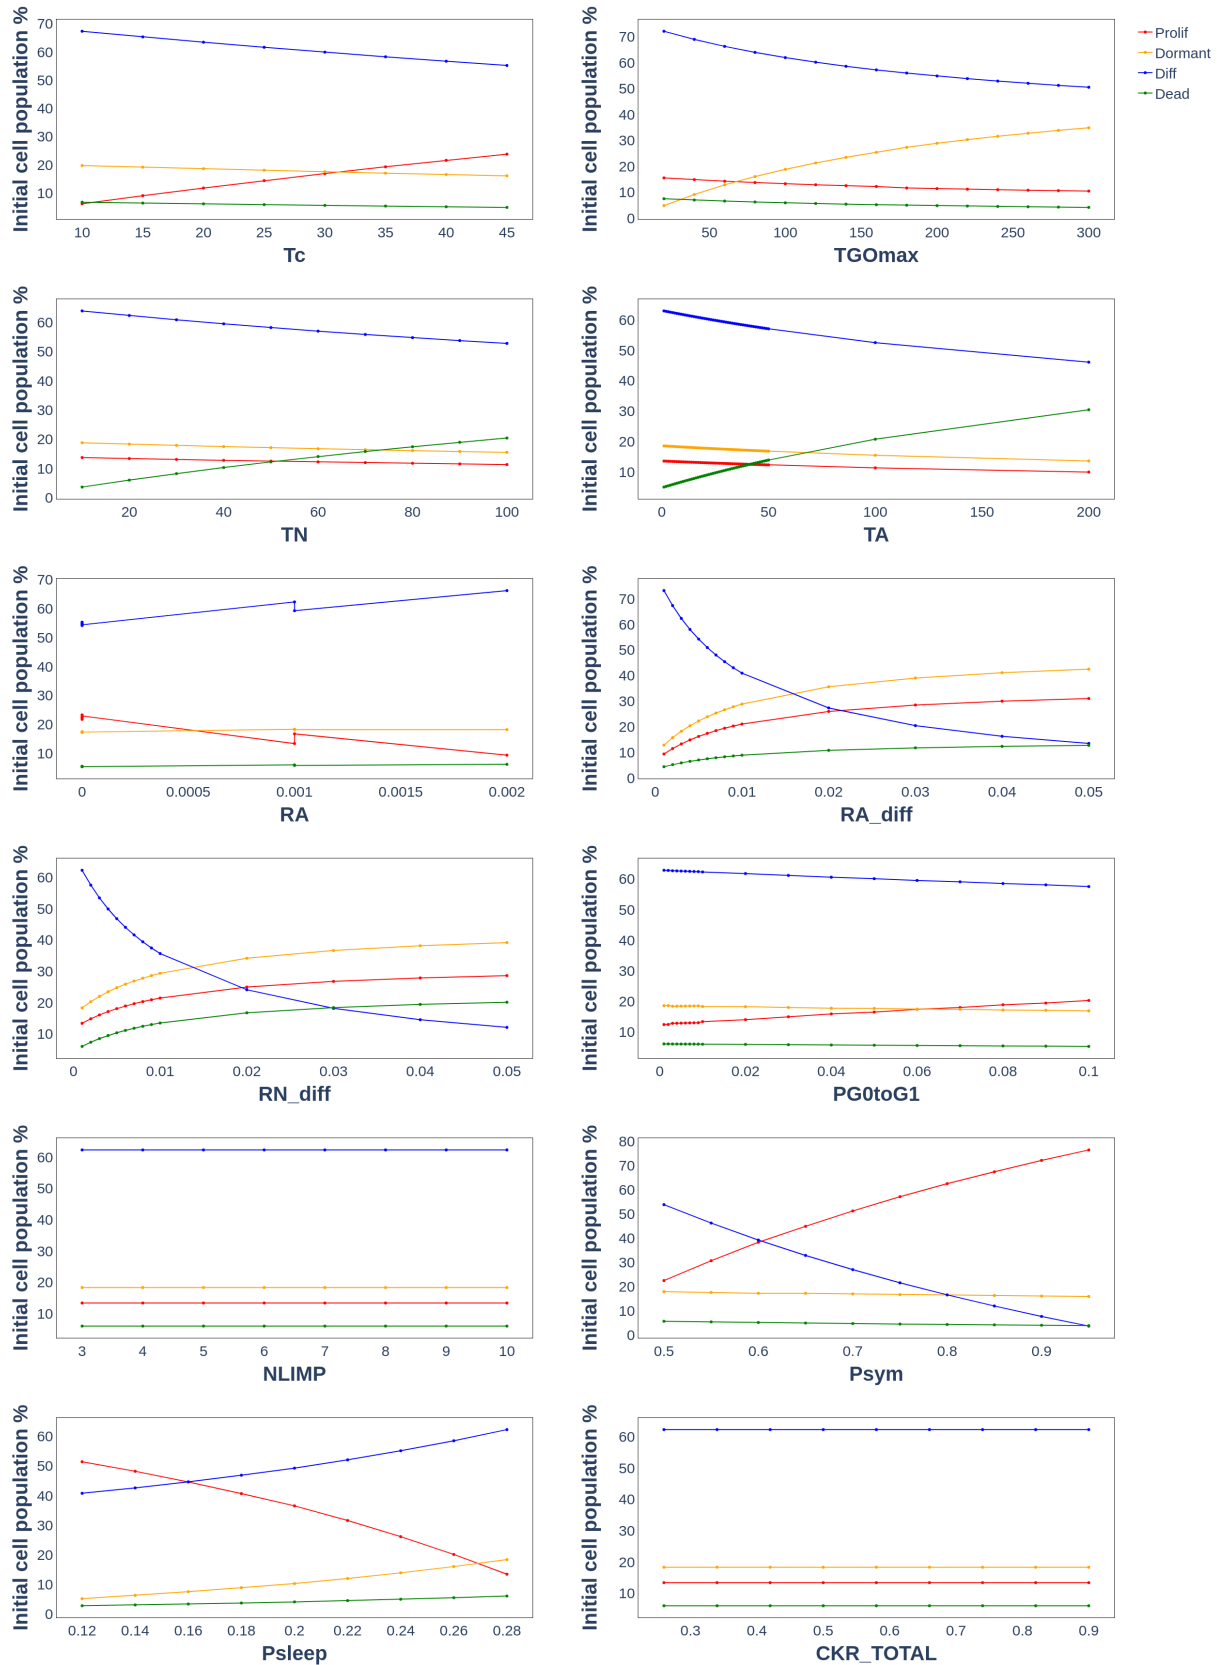 Initial cell population %
70
60
50
40
30
20
10
10 15 20 25 30 35 40 45
Tc
Initial cell population %
70
60
50
40
30
20
10
0
50 100 150 200 250 300
TGOmax
Prolif
Dormant
Diff
Dead
Initial cell population %
60
50
40
30
20
10
0
20 40 60 80 100
TN
Initial cell population %
60
50
40
30
20
10
0 50 100 150 200
TA
Initial cell population %
70
60
50
40
30
20
10
0 0.0005 0.001 0.0015 0.002
RA
Initial cell population %
70
60
50
40
30
20
10
0
0 0.01 0.02 0.03 0.04 0.05
RA_diff
Initial cell population %
60
50
40
30
20
10
0 0.01 0.02 0.03 0.04 0.05
RN_diff
Initial cell population %
60
50
40
30
20
10
0 0.02 0.04 0.06 0.08 0.1
PG0toG1
Initial cell population %
60
50
40
30
20
10
3 4 5 6 7 8 9 10
NLIMP
Initial cell population %
80
70
60
50
40
30
20
10
0
0.5 0.6 0.7 0.8 0.9
Psym
Initial cell population %
60
50
40
30
20
10
0
0.12 0.14 0.16 0.18 0.2 0.22 0.24 0.26 0.28
Psleep
Initial cell population %
60
50
40
30
20
10
0.3 0.4 0.5 0.6 0.7 0.8 0.9
CKR_TOTAL